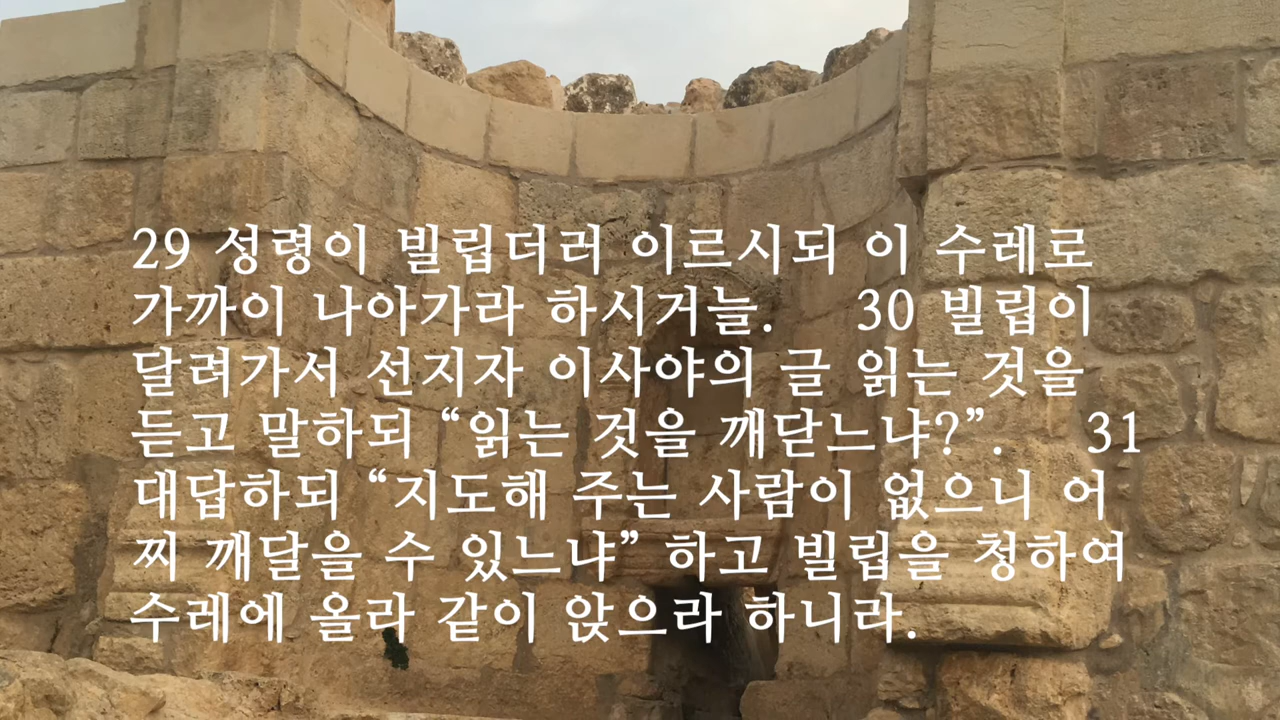 29 성령이 빌립더러 이르시되 이 수레로
가까이 나아가라 하시거늘.   30 빌립이
달려가서 선지자 이사야의 글 읽는 것을
듣고 말하되 “읽는 것을 깨닫느냐?”.   31
대답하되 “지도해 주는 사람이 없으니 어
찌 깨달을 수 있느냐” 하고 빌립을 청하여
수레에 올라 같이 앉으라 하니라.